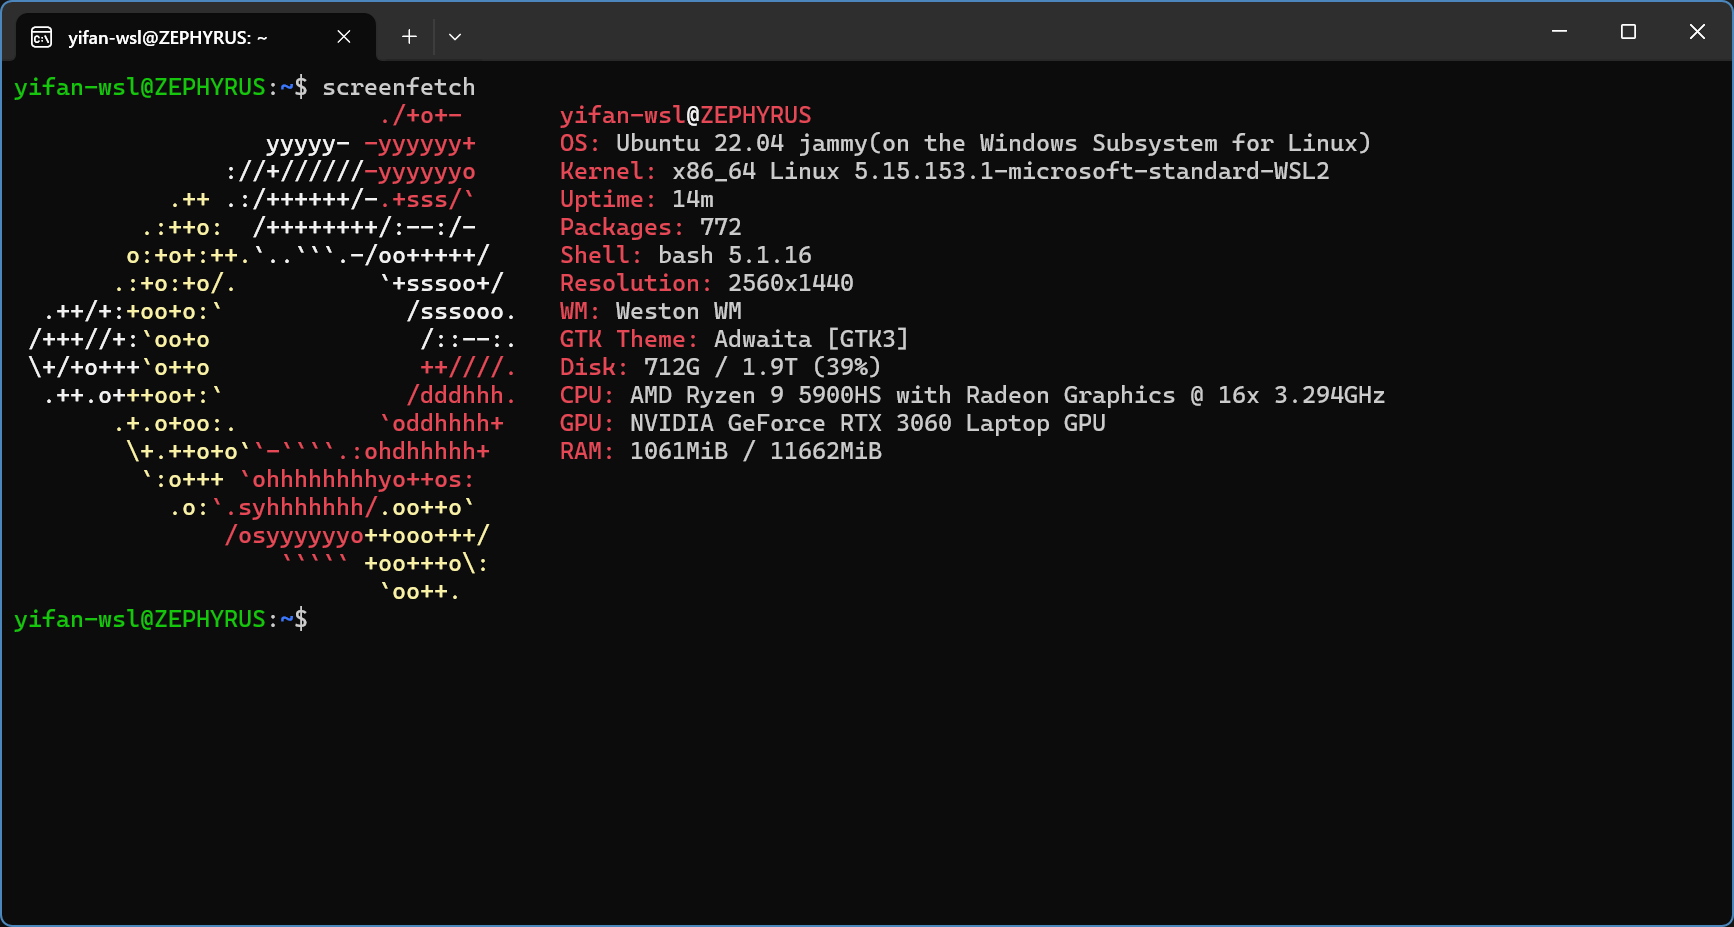 yifan-wsl@ZEPHYRUS: ~
yifan-wsl@ZEPHYRUS:~$ screenfetch
                          ./+o+-       yifan-wsl@ZEPHYRUS
                  yyyyy- -yyyyyy+      OS: Ubuntu 22.04 jammy(on the Windows Subsystem for Linux)
               ://+//////-yyyyyyo      Kernel: x86_64 Linux 5.15.153.1-microsoft-standard-WSL2
           .++ .:/++++++/-.+sss/`      Uptime: 14m
         .:++o:  /++++++++/:--:/-      Packages: 772
        o:+o+:++.`..```.-/oo+++++/     Shell: bash 5.1.16
       .:+o:+o/.          `+sssoo+/    Resolution: 2560x1440
  .++/+:+oo+o:`             /sssooo.   WM: Weston WM
 /+++//+:`oo+o               /::--:.   GTK Theme: Adwaita [GTK3]
 \+/+o+++`o++o               ++////.   Disk: 712G / 1.9T (39%)
  .++.o+++oo+:`             /dddhhh.   CPU: AMD Ryzen 9 5900HS with Radeon Graphics @ 16x 3.294GHz
       .+.o+oo:.          `oddhhhh+    GPU: NVIDIA GeForce RTX 3060 Laptop GPU
        \+.++o+o``-````.:ohdhhhhh+     RAM: 1061MiB / 11662MiB
         `:o+++ `ohhhhhhhhyo++os:
           .o:`.syhhhhhhh/.oo++o`
               /osyyyyyyo++ooo+++/
                   ````` +oo+++o\:
                          `oo++.
yifan-wsl@ZEPHYRUS:~$